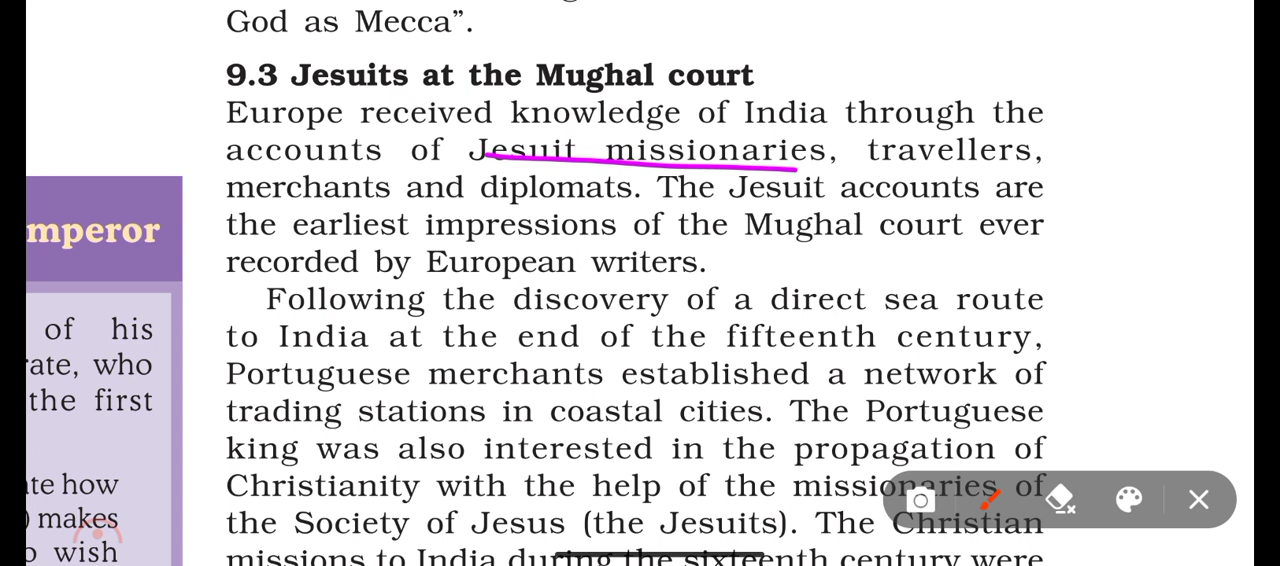 God as Mecca”.
9.3 Jesuits at the Mughal court
Europe received knowledge of India through the
accounts of Jesuit missionaries, travellers,
merchants and diplomats. The Jesuit accounts are
the earliest impressions of the Mughal court ever
recorded by European writers.
Following the discovery of a direct sea route
to India at the end of the fifteenth century,
Portuguese merchants established a network of
trading stations in coastal cities. The Portuguese
king was also interested in the propagation of
Christianity with the help of the missionaries of
the Society of Jesus (the Jesuits). The Christian
missions to India during the sixteenth century were
mperor
of his
rate, who
the first
te how
) makes
o wish